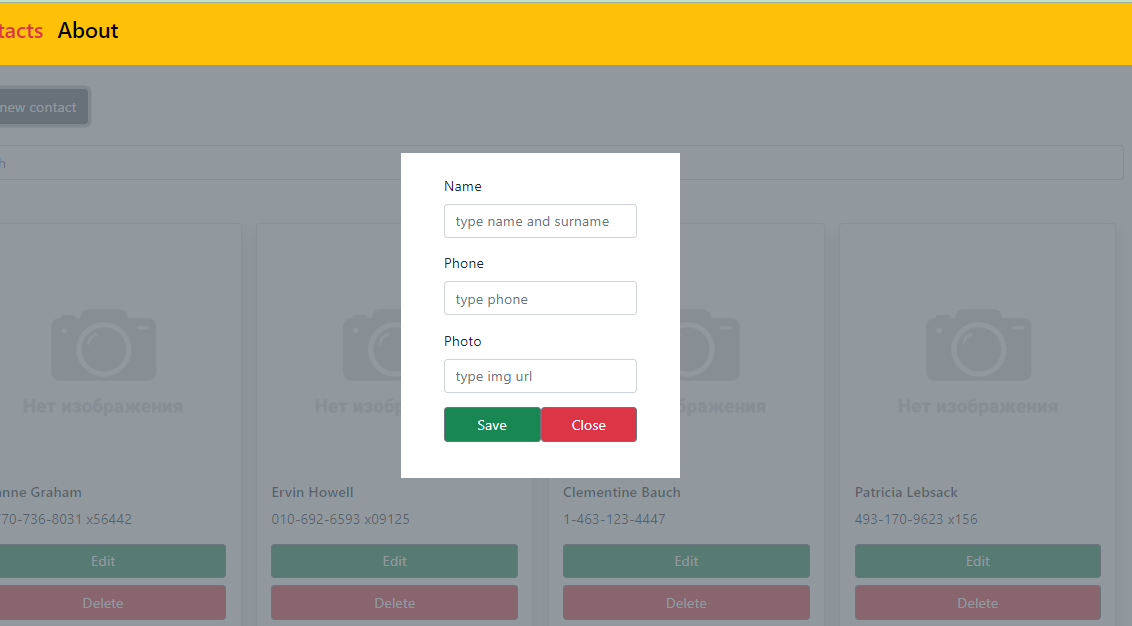 tacts About
new contact
h
Name
type name and surname
Phone
type phone
Photo
type img url
Save Close
Нет изображения Нет изображения Нет изображения
anne Graham Ervin Howell Clementine Bauch Patricia Lebsack
70-736-8031 x56442 010-692-6593 x09125 1-463-123-4447 493-170-9623 x156
Edit Edit Edit Edit
Delete Delete Delete Delete